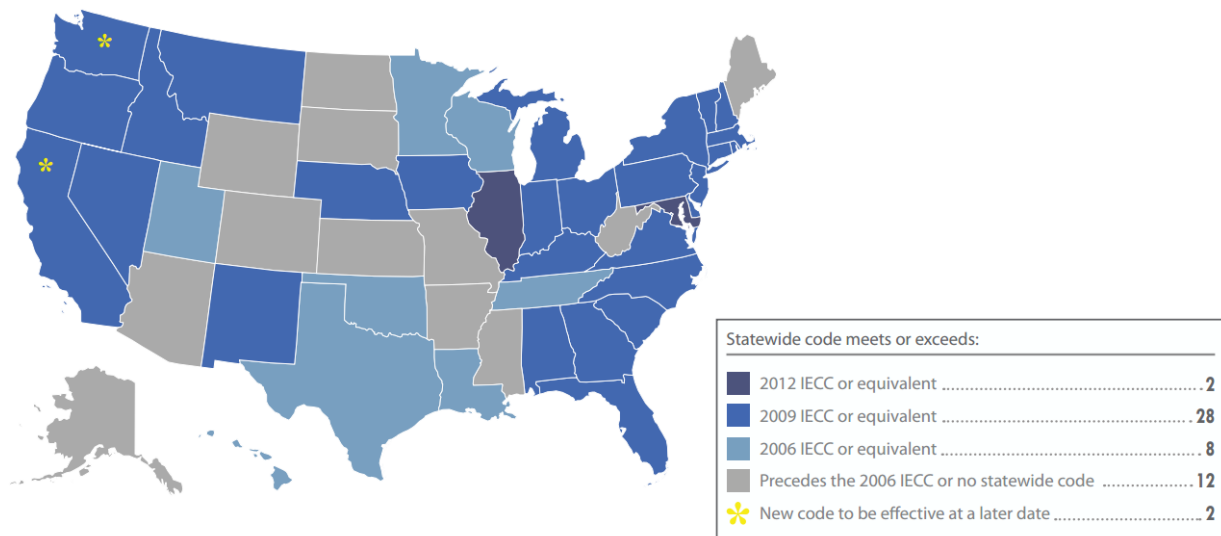 Statewide code meets or exceeds:
2012 IECC or equivalent 2
2009 IECC or equivalent 28
2006 IECC or equivalent 8
Precedes the 2006 IECC or no statewide code 12
* New code to be effective at a later date 2